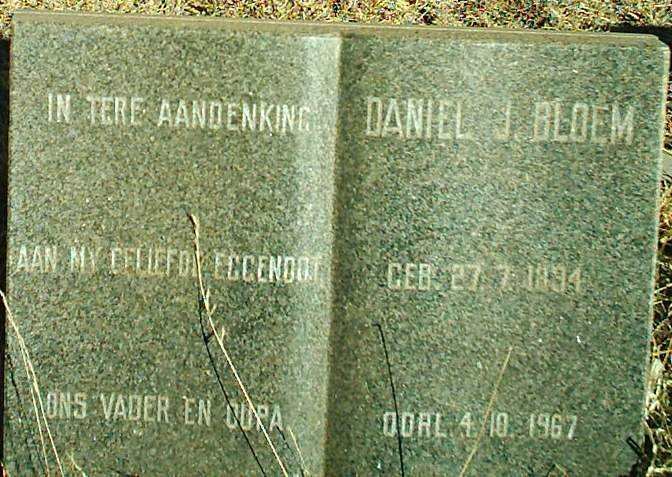 IN TERE AANDENKING
AAN MY GELIEFDE EGGENOOT
ONS VADER EN OUPA
DANIEL J. BLOEM
GEB. 27. 7. 1894
OORL. 4. 10. 1967